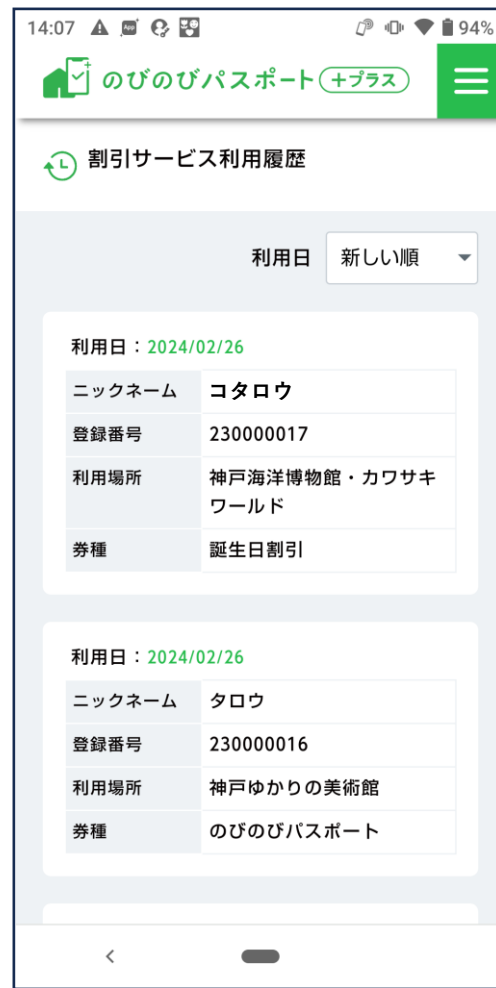 14:07
94%
のびのびパスポート +プラス
割引サービス利用履歴
利用日 新しい順
利用日：2024/02/26
ニックネーム コタロウ
登録番号 230000017
利用場所 神戸海洋博物館・カワサキ
ワールド
券種 誕生日割引
利用日：2024/02/26
ニックネーム タロウ
登録番号 230000016
利用場所 神戸ゆかりの美術館
券種 のびのびパスポート